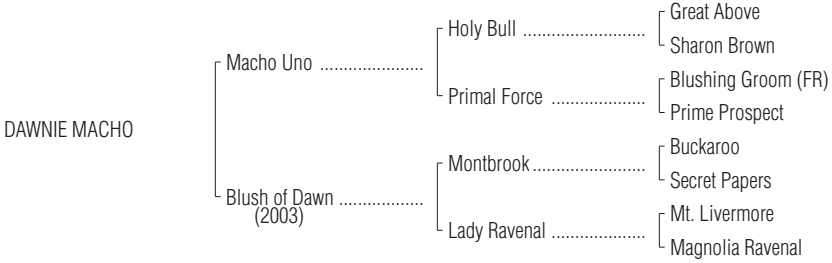 Great Above
Holy Bull ..........................
Sharon Brown
Macho Uno ......................
Blushing Groom (FR)
Primal Force ....................
Prime Prospect
DAWNIE MACHO
Buckaroo
Montbrook ........................
Secret Papers
Blush of Dawn ..................
(2003)
Mt. Livermore
Lady Ravenal ....................
Magnolia Ravenal